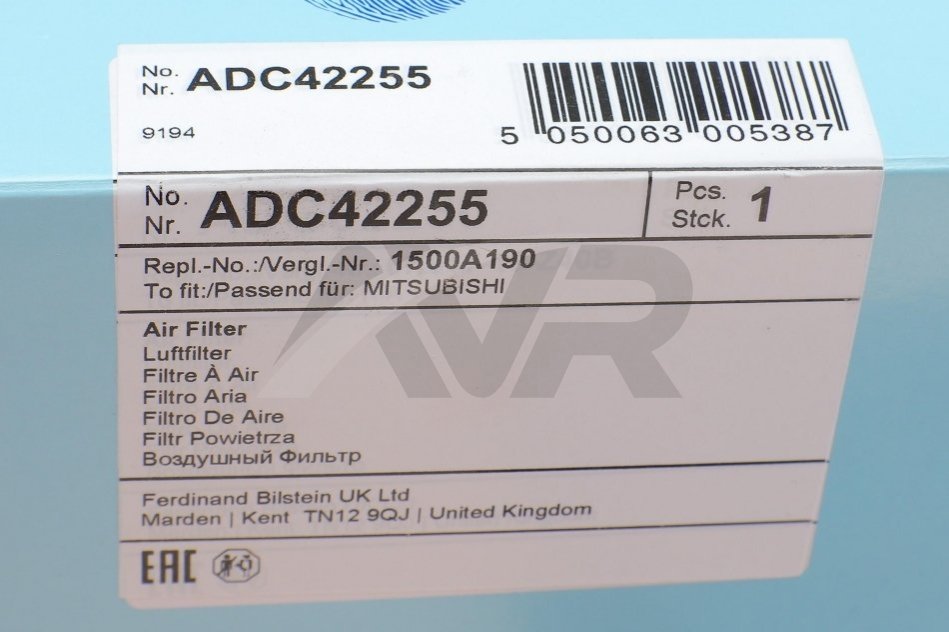 No.
Nr. ADC42255
9194
5 050063 005387
No.
Nr. ADC42255
Pcs.
Stck. 1
Repl.-No.:/Vergl.-Nr.: 1500A190
To fit:/Passend für: MITSUBISHI
Air Filter
Luftfilter
Filtre À Air
Filtro Aria
Filtro De Aire
Filtr Powietrza
Воздушный Фильтр
Ferdinand Bilstein UK Ltd
Marden | Kent TN12 9QJ | United Kingdom
EAC
AVR